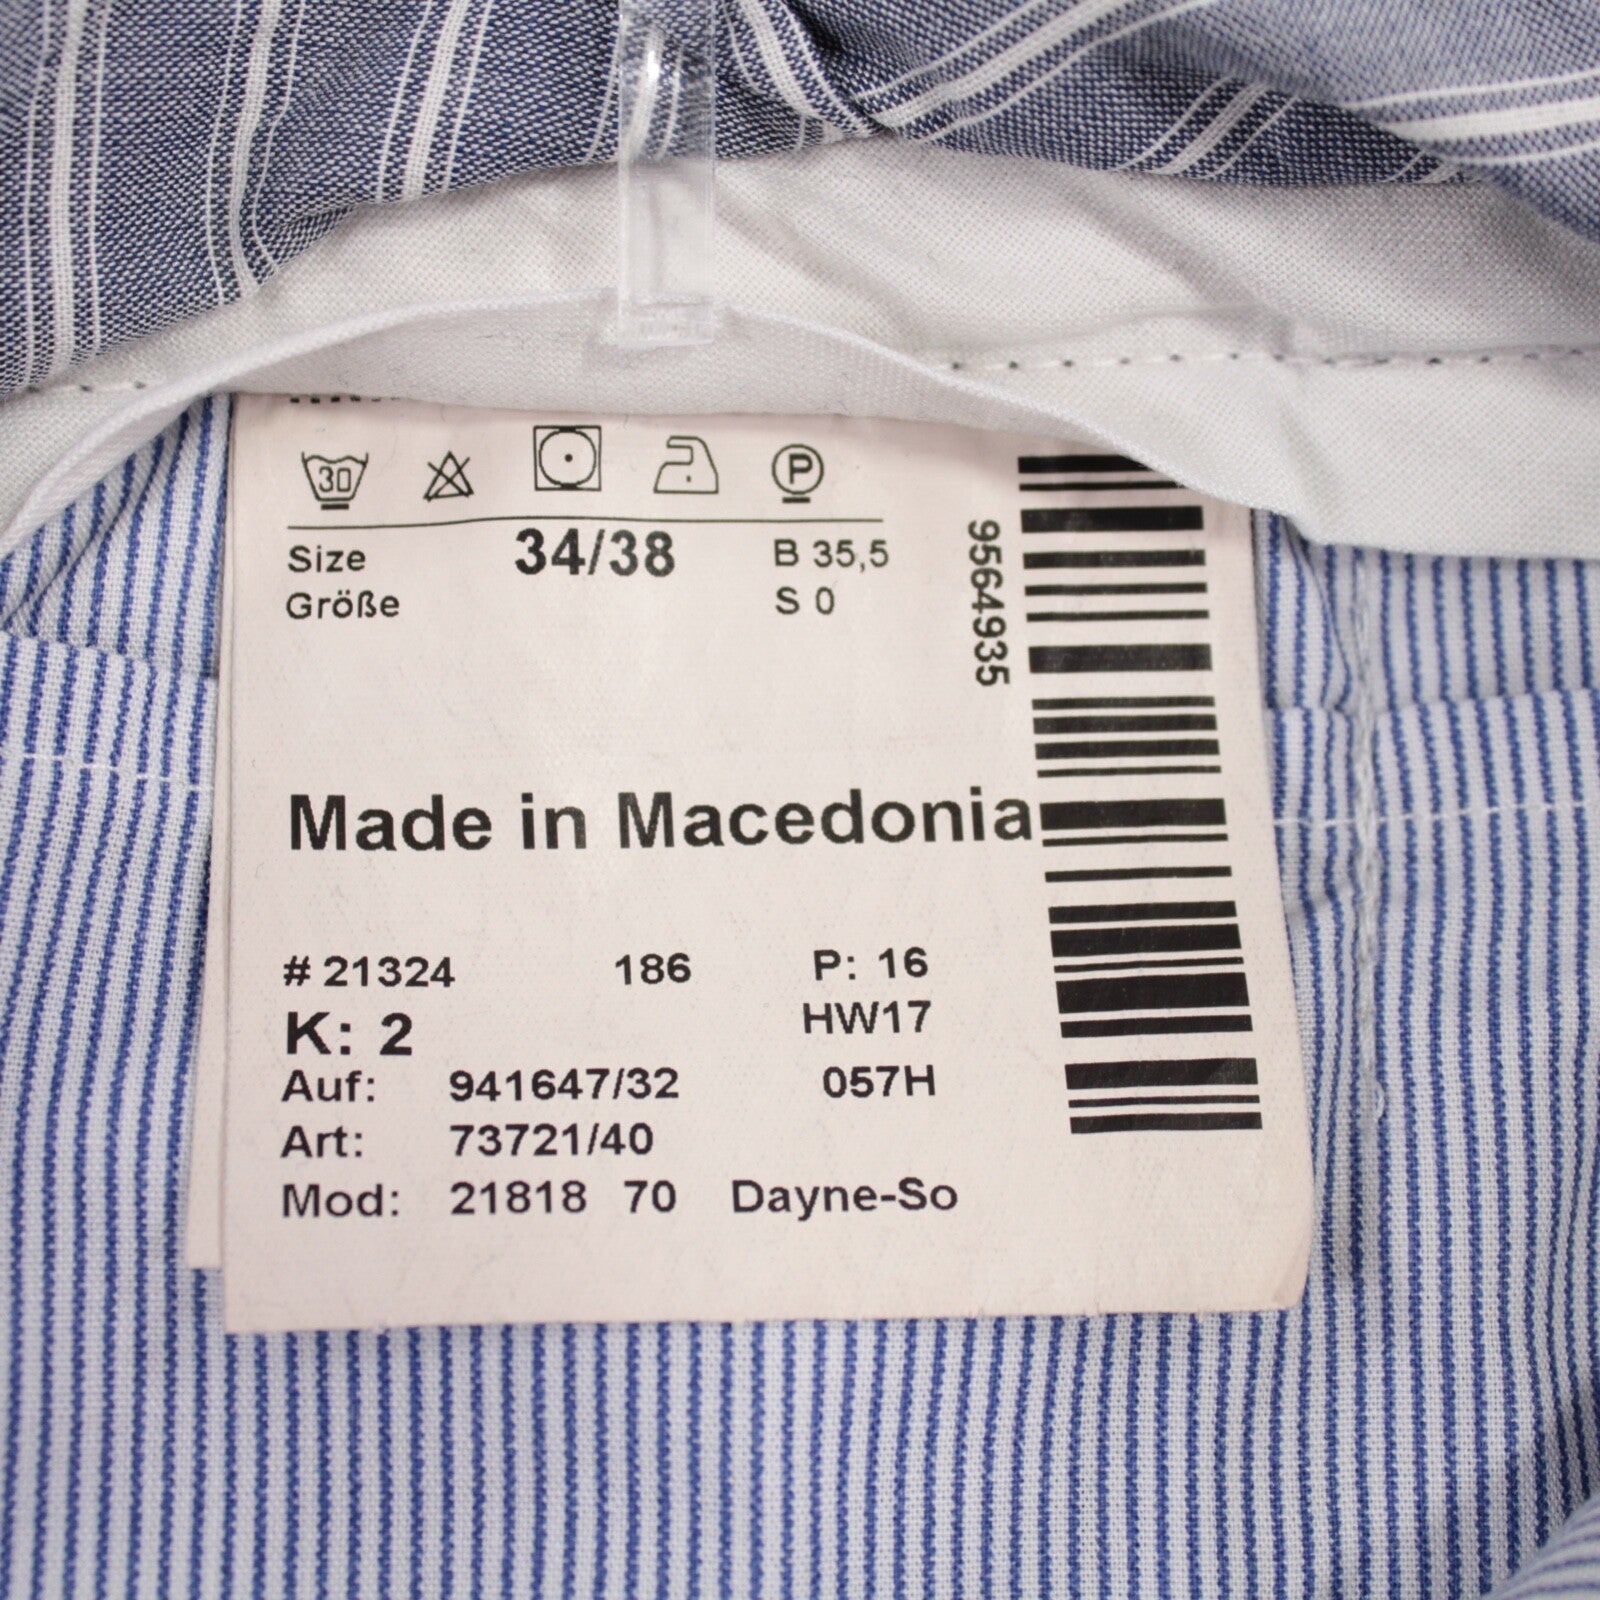 30 P
Size 34/38 B 35,5
Größe S 0
9564935
Made in Macedonia
# 21324 186 P: 16
K: 2 HW17
Auf: 941647/32 057H
Art: 73721/40
Mod: 21818 70 Dayne-So